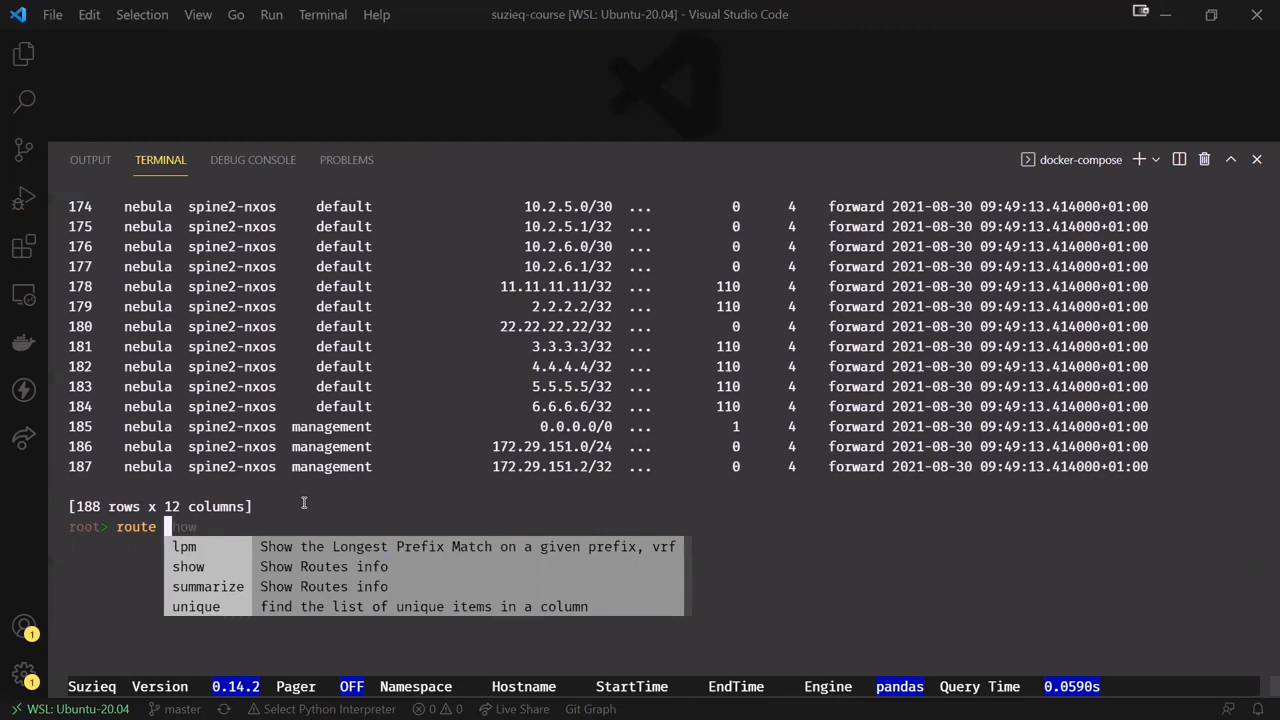 File Edit Selection View Go Run Terminal Help suzieq-course [WSL: Ubuntu-20.04] - Visual Studio Code
OUTPUT TERMINAL DEBUG CONSOLE PROBLEMS docker-compose
174 nebula spine2-nxos default 10.2.5.0/30 ... 0 4 forward 2021-08-30 09:49:13.414000+01:00
175 nebula spine2-nxos default 10.2.5.1/32 ... 0 4 forward 2021-08-30 09:49:13.414000+01:00
176 nebula spine2-nxos default 10.2.6.0/30 ... 0 4 forward 2021-08-30 09:49:13.414000+01:00
177 nebula spine2-nxos default 10.2.6.1/32 ... 0 4 forward 2021-08-30 09:49:13.414000+01:00
178 nebula spine2-nxos default 11.11.11.11/32 ... 110 4 forward 2021-08-30 09:49:13.414000+01:00
179 nebula spine2-nxos default 2.2.2.2/32 ... 110 4 forward 2021-08-30 09:49:13.414000+01:00
180 nebula spine2-nxos default 22.22.22.22/32 ... 0 4 forward 2021-08-30 09:49:13.414000+01:00
181 nebula spine2-nxos default 3.3.3.3/32 ... 110 4 forward 2021-08-30 09:49:13.414000+01:00
182 nebula spine2-nxos default 4.4.4.4/32 ... 110 4 forward 2021-08-30 09:49:13.414000+01:00
183 nebula spine2-nxos default 5.5.5.5/32 ... 110 4 forward 2021-08-30 09:49:13.414000+01:00
184 nebula spine2-nxos default 6.6.6.6/32 ... 110 4 forward 2021-08-30 09:49:13.414000+01:00
185 nebula spine2-nxos management 0.0.0.0/0 ... 1 4 forward 2021-08-30 09:49:13.414000+01:00
186 nebula spine2-nxos management 172.29.151.0/24 ... 0 4 forward 2021-08-30 09:49:13.414000+01:00
187 nebula spine2-nxos management 172.29.151.2/32 ... 0 4 forward 2021-08-30 09:49:13.414000+01:00
[188 rows x 12 columns]
root> route show
lpm Show the Longest Prefix Match on a given prefix, vrf
show Show Routes info
summarize Show Routes info
unique find the list of unique items in a column
1
1
Suzieq Version 0.14.2 Pager OFF Namespace Hostname StartTime EndTime Engine pandas Query Time 0.0590s
WSL: Ubuntu-20.04 master Select Python Interpreter 0 0 Live Share Git Graph